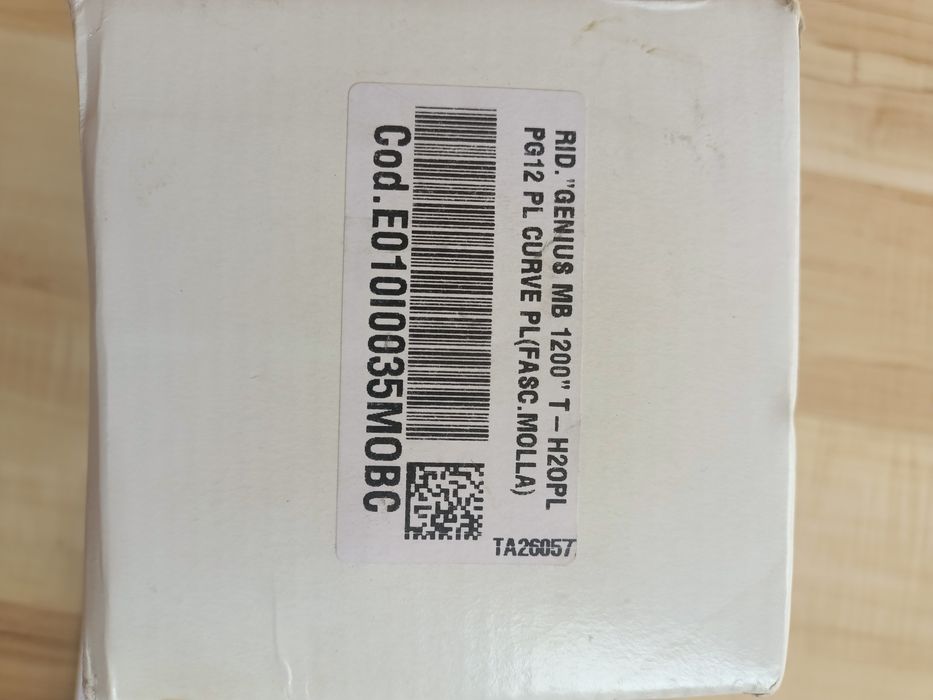 RID. "GENIUS MB 1200" T-H2OPL
PG12 PL CURVE PL(FASC.MOLLA)
Cod.E010I0035MOBC
TA26057